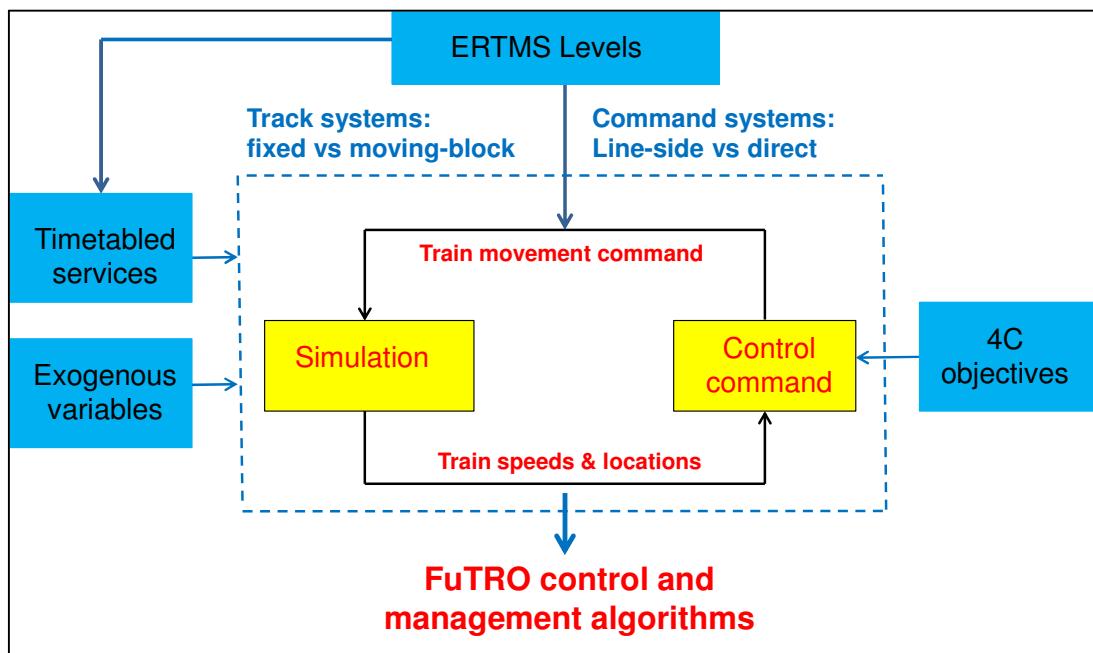 ERTMS Levels
Track systems:
fixed vs moving-block
Command systems:
Line-side vs direct
Timetabled
services
Train movement command
Simulation
Control
command
4C
objectives
Exogenous
variables
Train speeds & locations
FuTRO control and
management algorithms